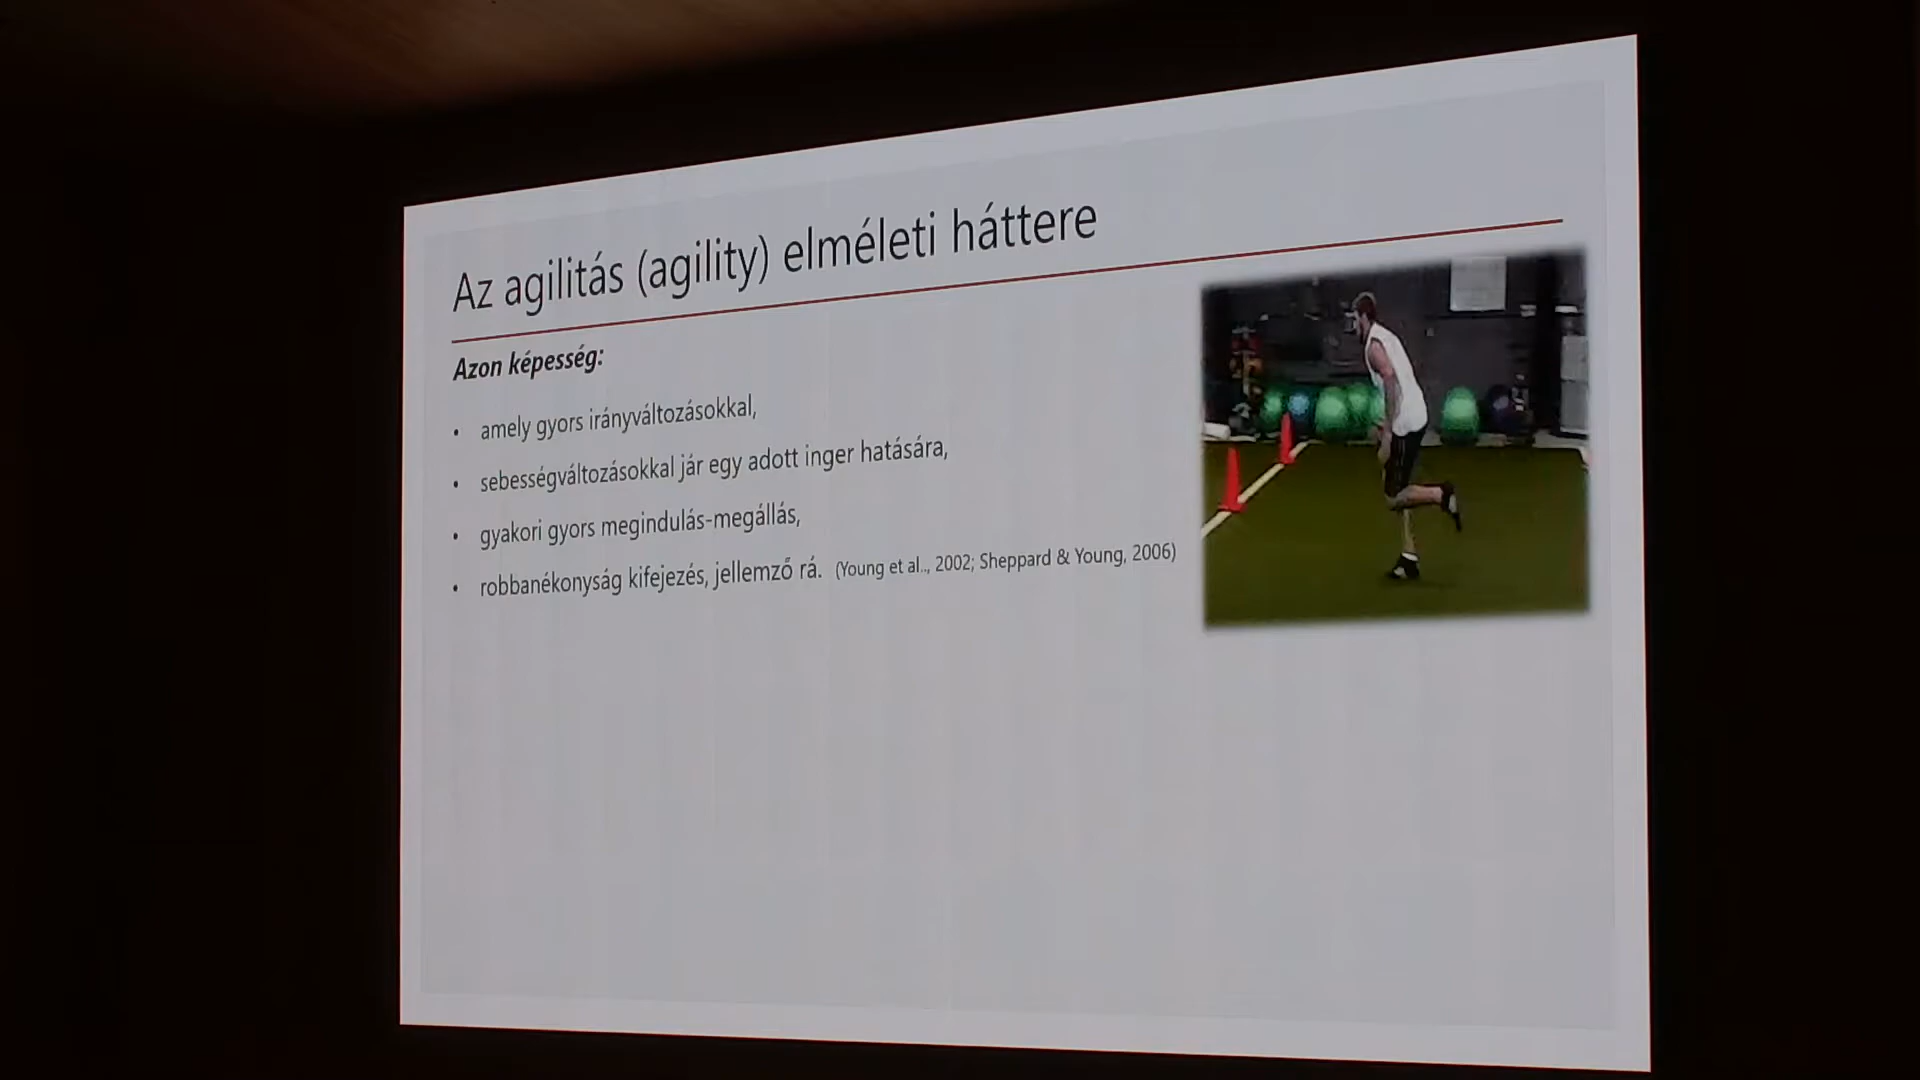 Az agilitás (agility) elméleti háttere
Azon képesség:
• amely gyors irányváltozásokkal,
• sebességváltozásokkal jár egy adott inger hatására,
• gyakori gyors megindulás-megállás,
• robbanékonyság kifejezés, jellemző rá. (Young et al.., 2002; Sheppard & Young, 2006)